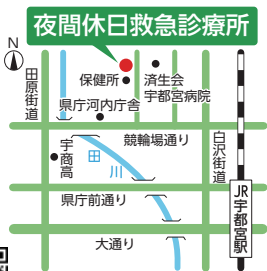 夜間休日救急診療所
N
田原街道
保健所
済生会
宇都宮病院
県庁河内庁舎
競輪場通り
宇商高
田川
白沢街道
県庁前通り
JR宇都宮駅
大通り